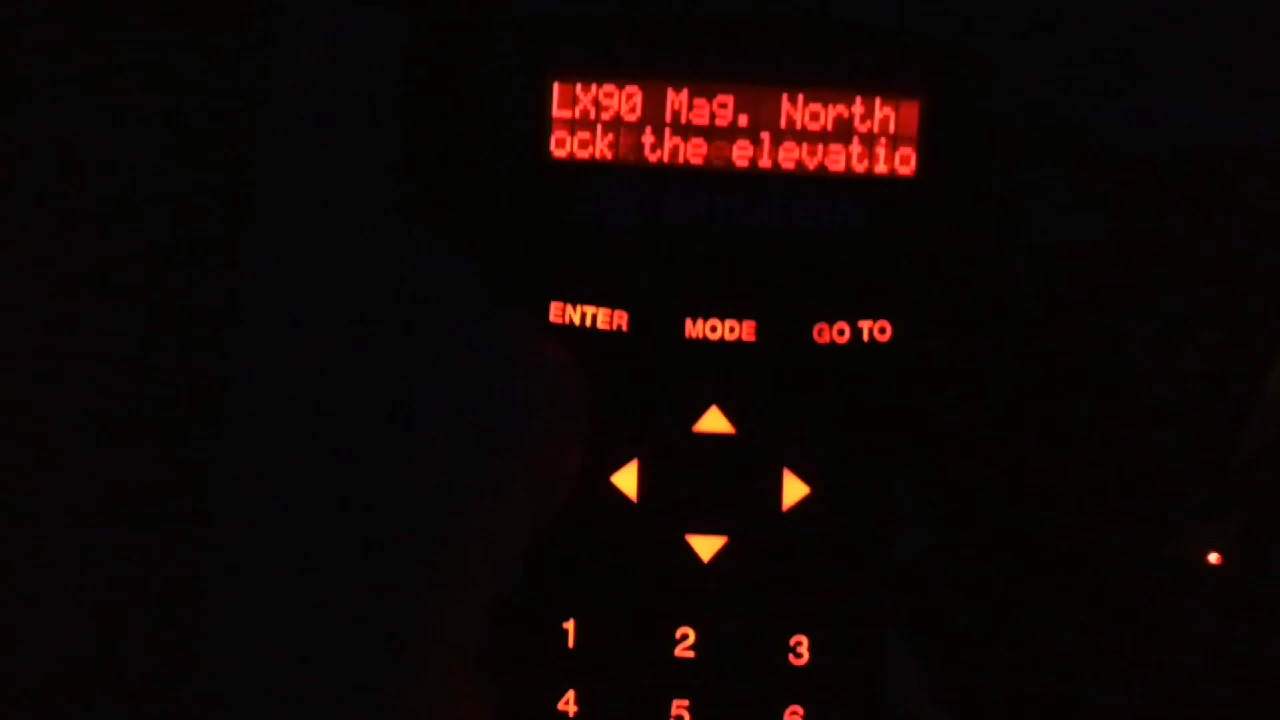 LX90 Mag. North
ock the elevatio
ENTER MODE GO TO
1 2 3
4 5 6